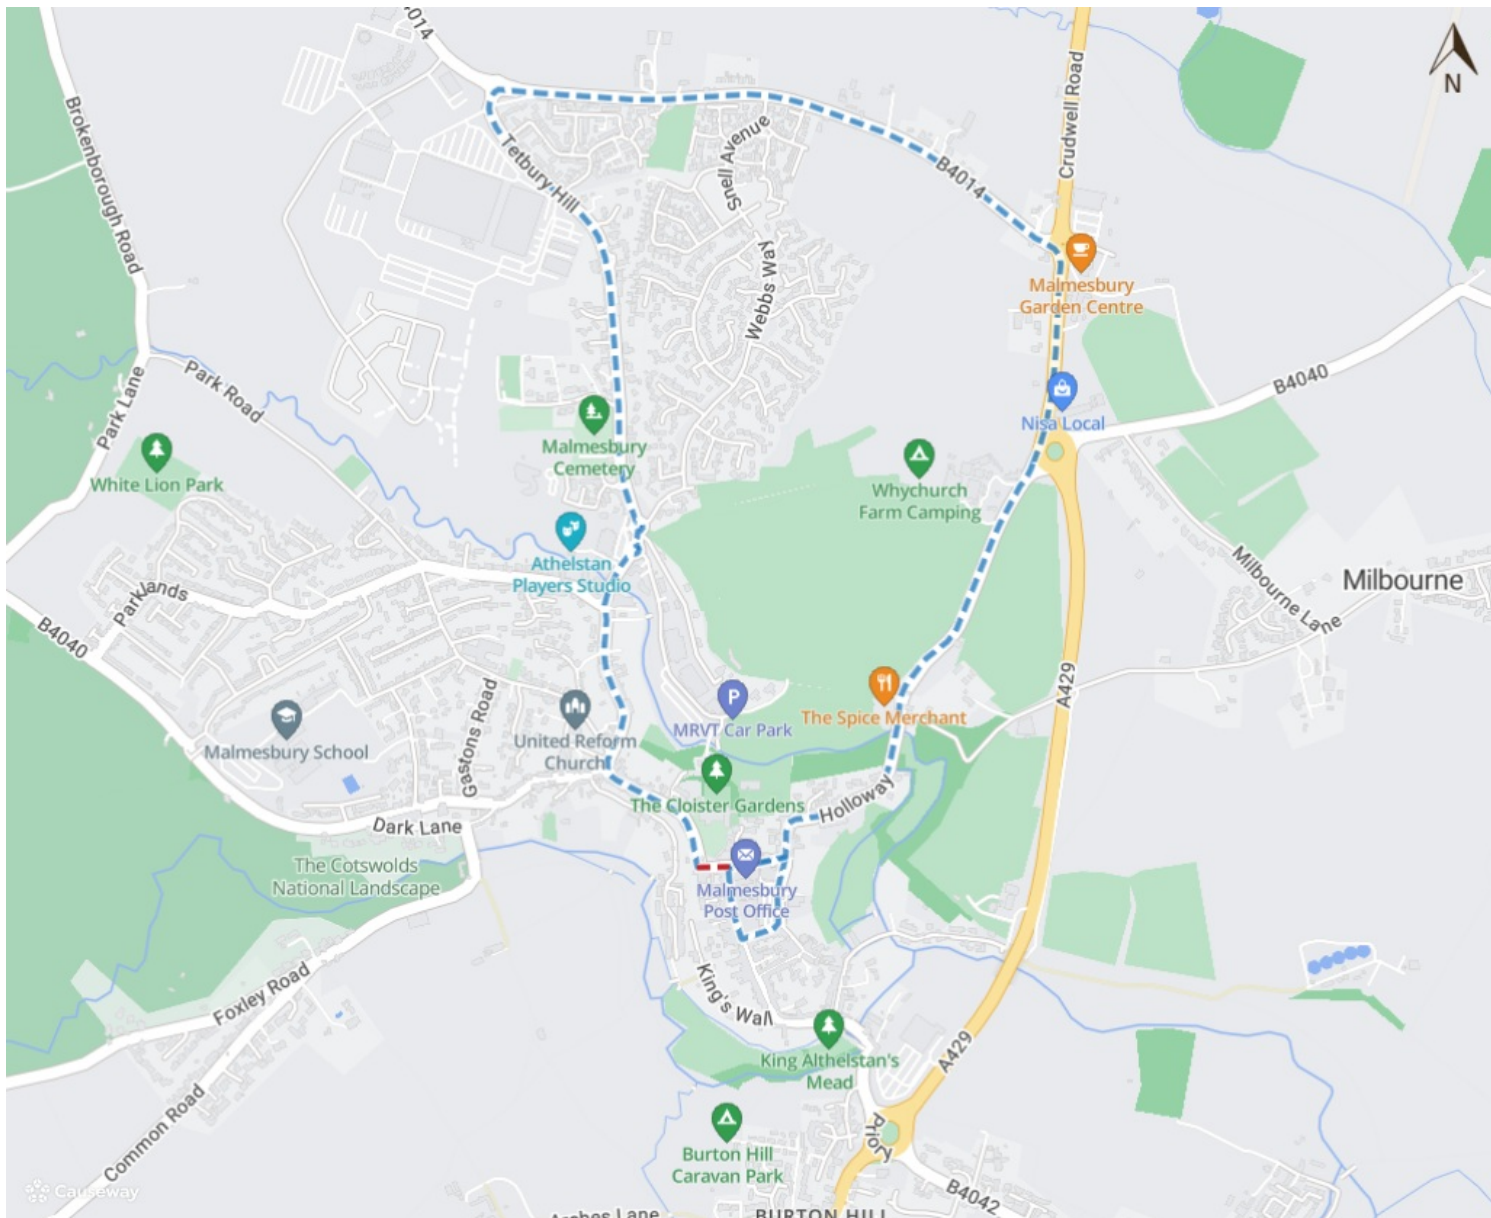 B4014
Brokenborough Road
Crudwell Road
N
Tetbury Hill
Snell Avenue
B4014
Malmesbury
Garden Centre
Webbs Way
Park Lane
Park Road
B4040
Nisa Local
Malmesbury
Cemetery
White Lion Park
Whychurch
Farm Camping
Athelstan
Players Studio
Milbourne Lane
Milbourne
Parklands
B4040
A429
Malmesbury School
Gastons Road
United Reform
Church
MRVT Car Park
P
The Spice Merchant
The Cloister Gardens
Holloway
Dark Lane
The Cotswolds
National Landscape
Malmesbury
Post Office
Foxley Road
King's Wall
King Althelstan's
Mead
A429
Common Road
Priory
Burton Hill
Caravan Park
B4042
Causeway
Arches Lane
BURTON HILL